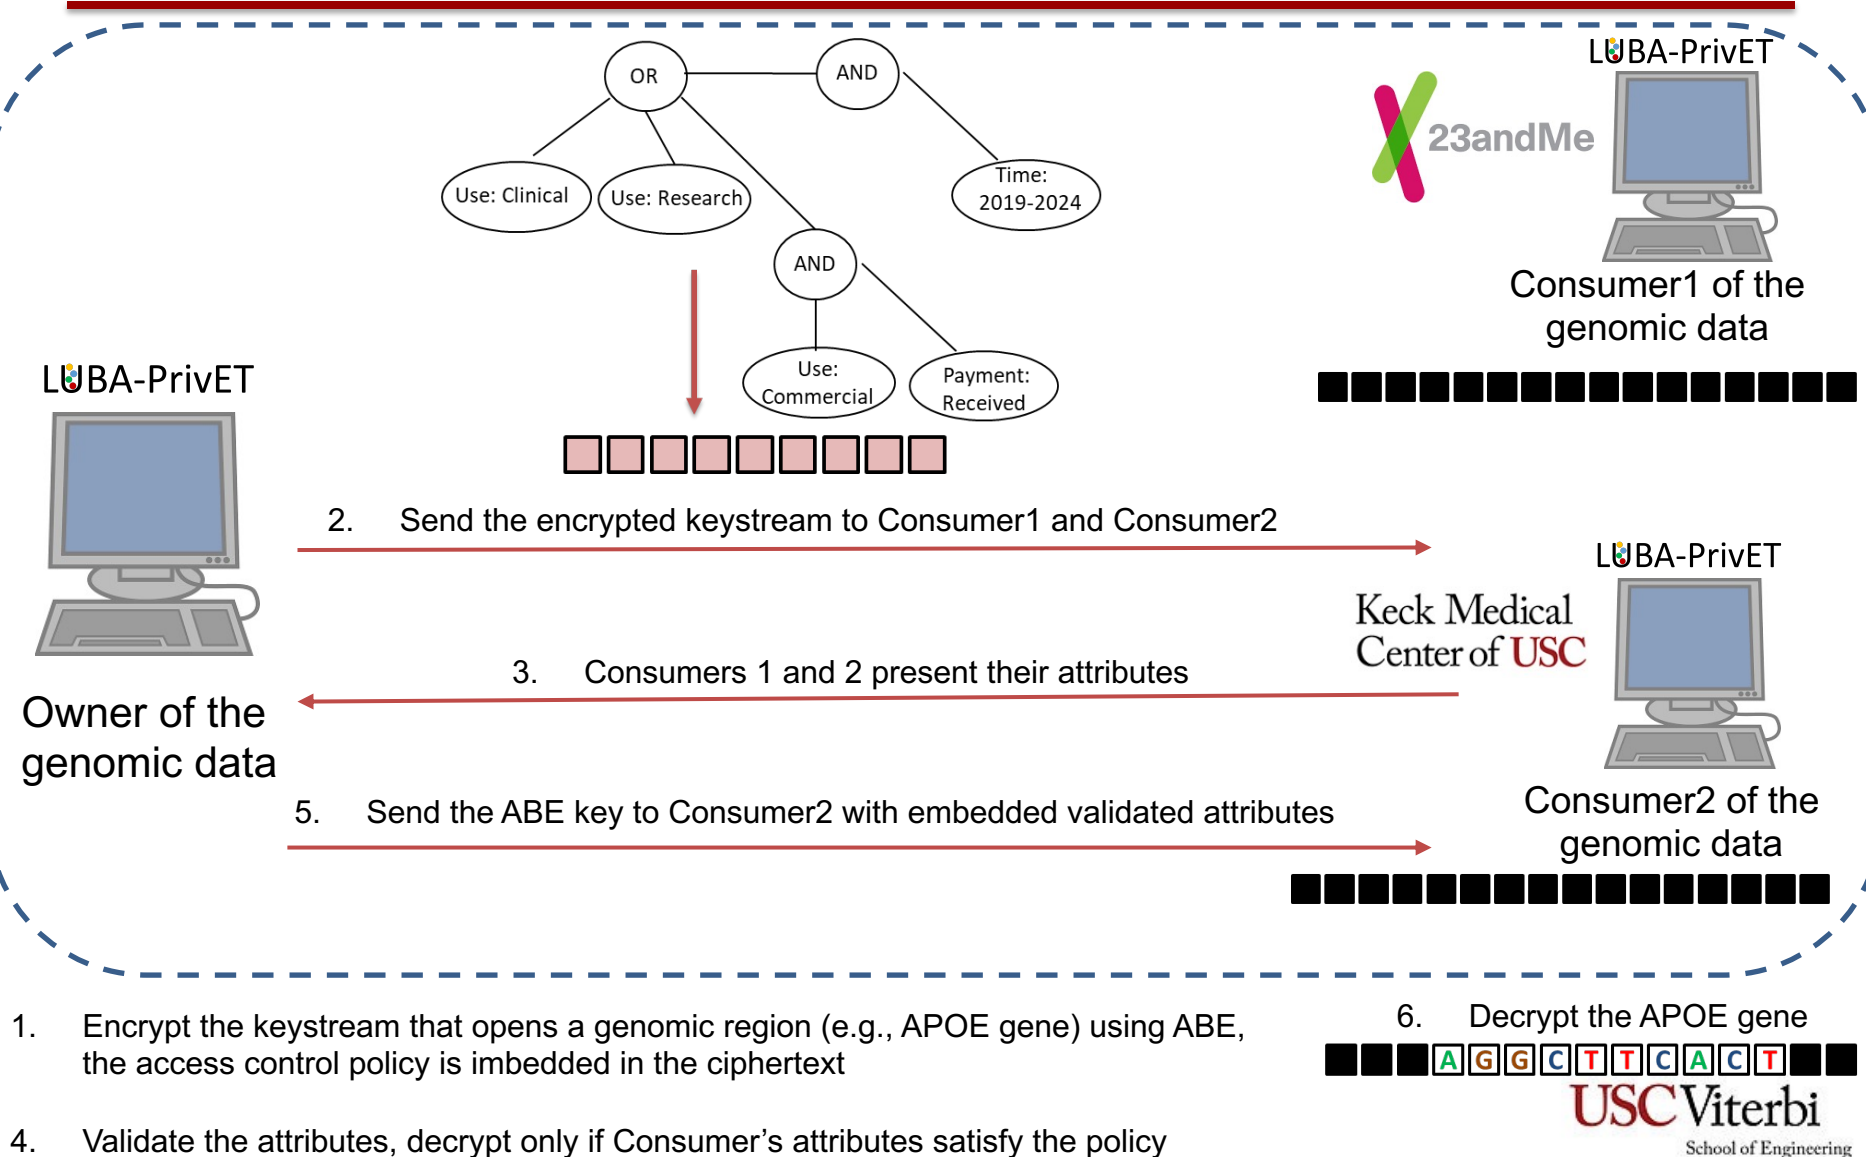 OR
AND
LUBA-PrivET
23andMe
Use: Clinical
Use: Research
Time:
2019-2024
AND
Consumer1 of the
genomic data
Use:
Commercial
Payment:
Received
LUBA-PrivET
2. Send the encrypted keystream to Consumer1 and Consumer2
LUBA-PrivET
Keck Medical
Center of USC
3. Consumers 1 and 2 present their attributes
Owner of the
genomic data
5. Send the ABE key to Consumer2 with embedded validated attributes
Consumer2 of the
genomic data
1. Encrypt the keystream that opens a genomic region (e.g., APOE gene) using ABE,
the access control policy is imbedded in the ciphertext
6. Decrypt the APOE gene
A G G C T T C A C T
4. Validate the attributes, decrypt only if Consumer's attributes satisfy the policy
USC Viterbi
School of Engineering